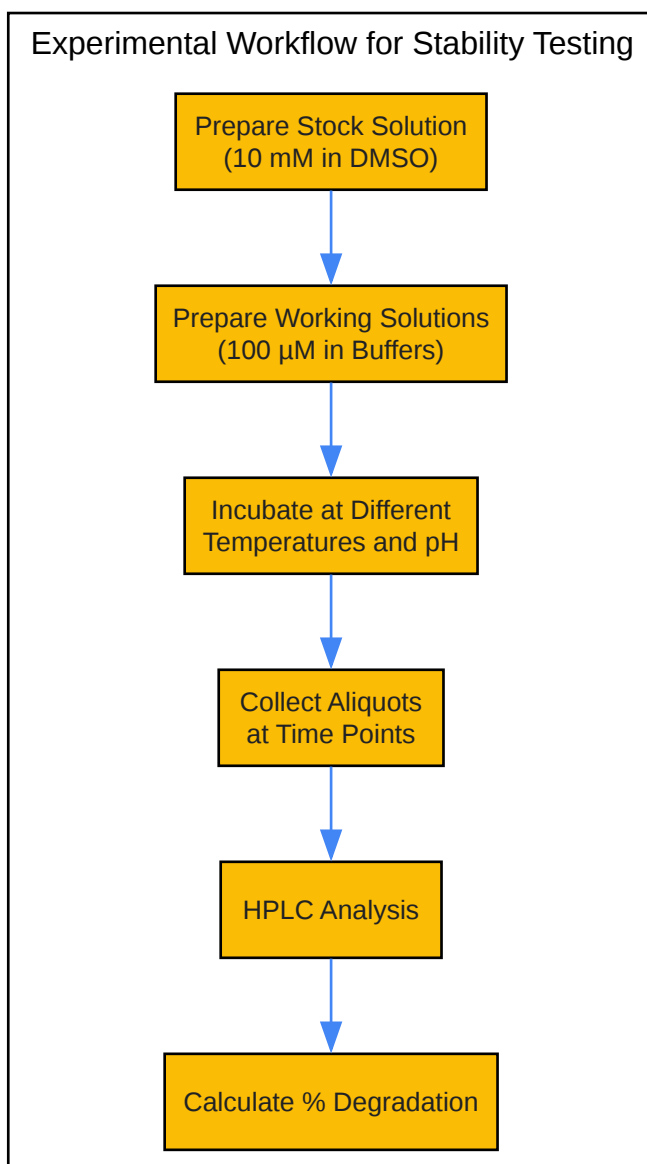 Experimental Workflow for Stability Testing
Prepare Stock Solution
(10 mM in DMSO)
Prepare Working Solutions
(100 µM in Buffers)
Incubate at Different
Temperatures and pH
Collect Aliquots
at Time Points
HPLC Analysis
Calculate % Degradation